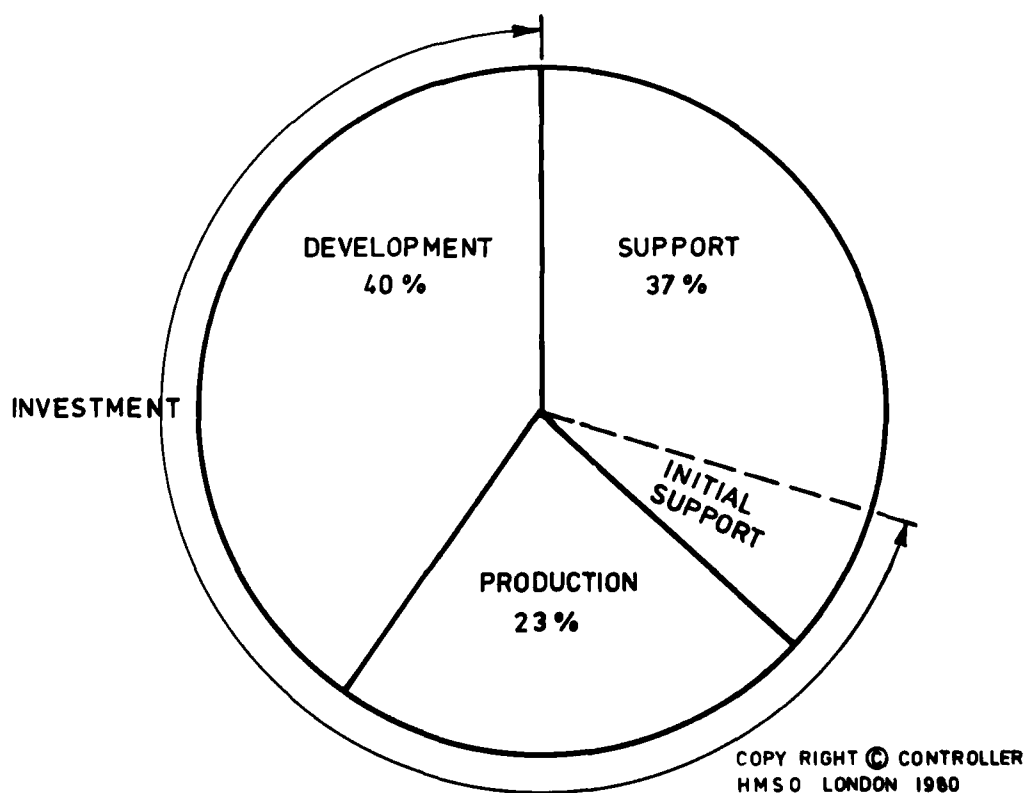 DEVELOPMENT
40 %
SUPPORT
37 %
INVESTMENT
INITIAL
SUPPORT
PRODUCTION
23 %
COPY RIGHT © CONTROLLER
HMSO LONDON 1980